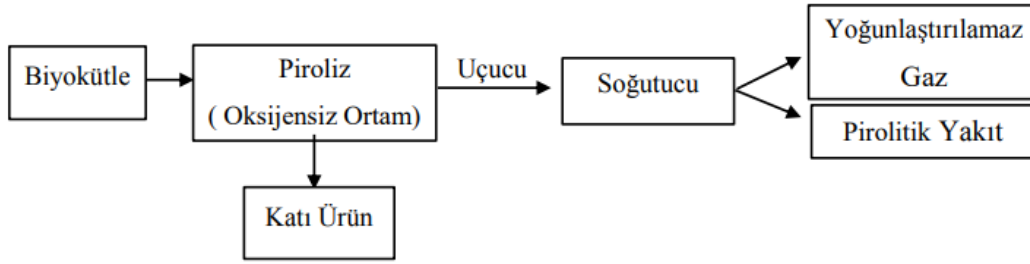 Biyokütle
Piroliz
( Oksijensiz Ortam)
Uçucu
Soğutucu
Yoğunlaştırılamaz
Gaz
Pirolitik Yakıt
Katı Ürün